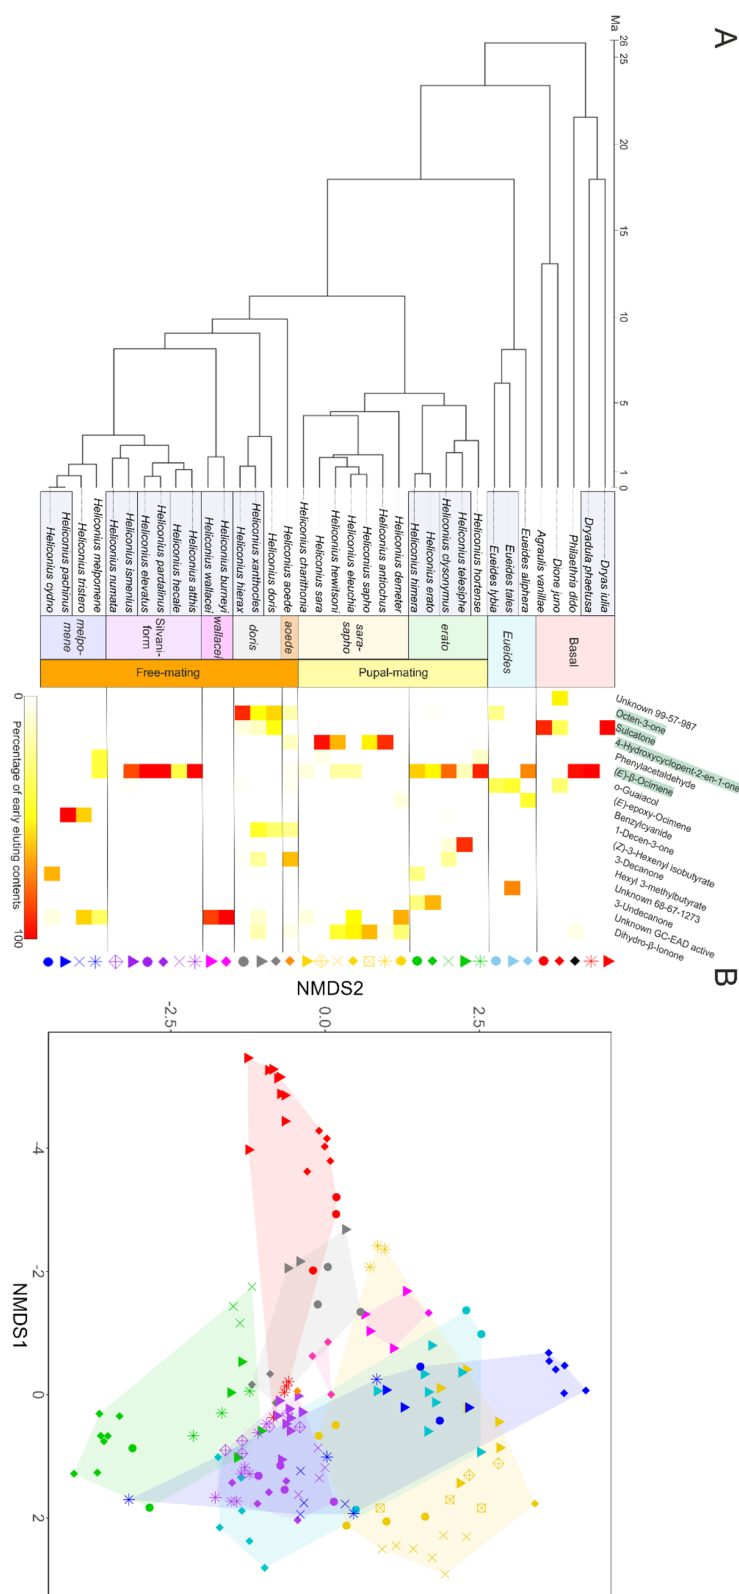 A
Ma
26
25
20
15
10
5
1
0
Dryas iulia
Dryadula phaetusa
Philaethria dido
Dione juno
Agraulis vanillae
Eueides aliphera
Eueides tales
Eueides lybia
Heliconius hortense
Heliconius telesiphe
Heliconius clysonymus
Heliconius erato
Heliconius himera
Heliconius demeter
Heliconius antiochus
Heliconius sapho
Heliconius eleuchia
Heliconius hewitsoni
Heliconius sara
Heliconius charithonia
Heliconius aoede
Heliconius doris
Heliconius xanthocles
Heliconius hierax
Heliconius burneyi
Heliconius wallacei
Heliconius atthis
Heliconius hecale
Heliconius pardalinus
Heliconius elevatus
Heliconius ismenius
Heliconius numata
Heliconius melpomene
Heliconius tristero
Heliconius pachinus
Heliconius cydno
Basal
Eueides
erato
sara-
sapho
aoede
doris
wallacei
Silvani-
form
melpo-
mene
Pupal-mating
Free-mating
Unknown 99-57-987
Octen-3-one
Sulcatone
4-Hydroxycyclopent-2-en-1-one
Phenylacetaldehyde
(E)-β-Ocimene
o-Guaiacol
(E)-epoxy-Ocimene
Benzylcyanide
1-Decen-3-one
(Z)-3-Hexenyl isobutyrate
3-Decanone
Hexyl 3-methylbutyrate
Unknown 68-67-1273
3-Undecanone
Unknown GC-EAD active
Dihydro-β-Ionone
0
Percentage of early eluting contents
100
B
NMDS2
2.5
0.0
-2.5
-4
-2
0
2
NMDS1